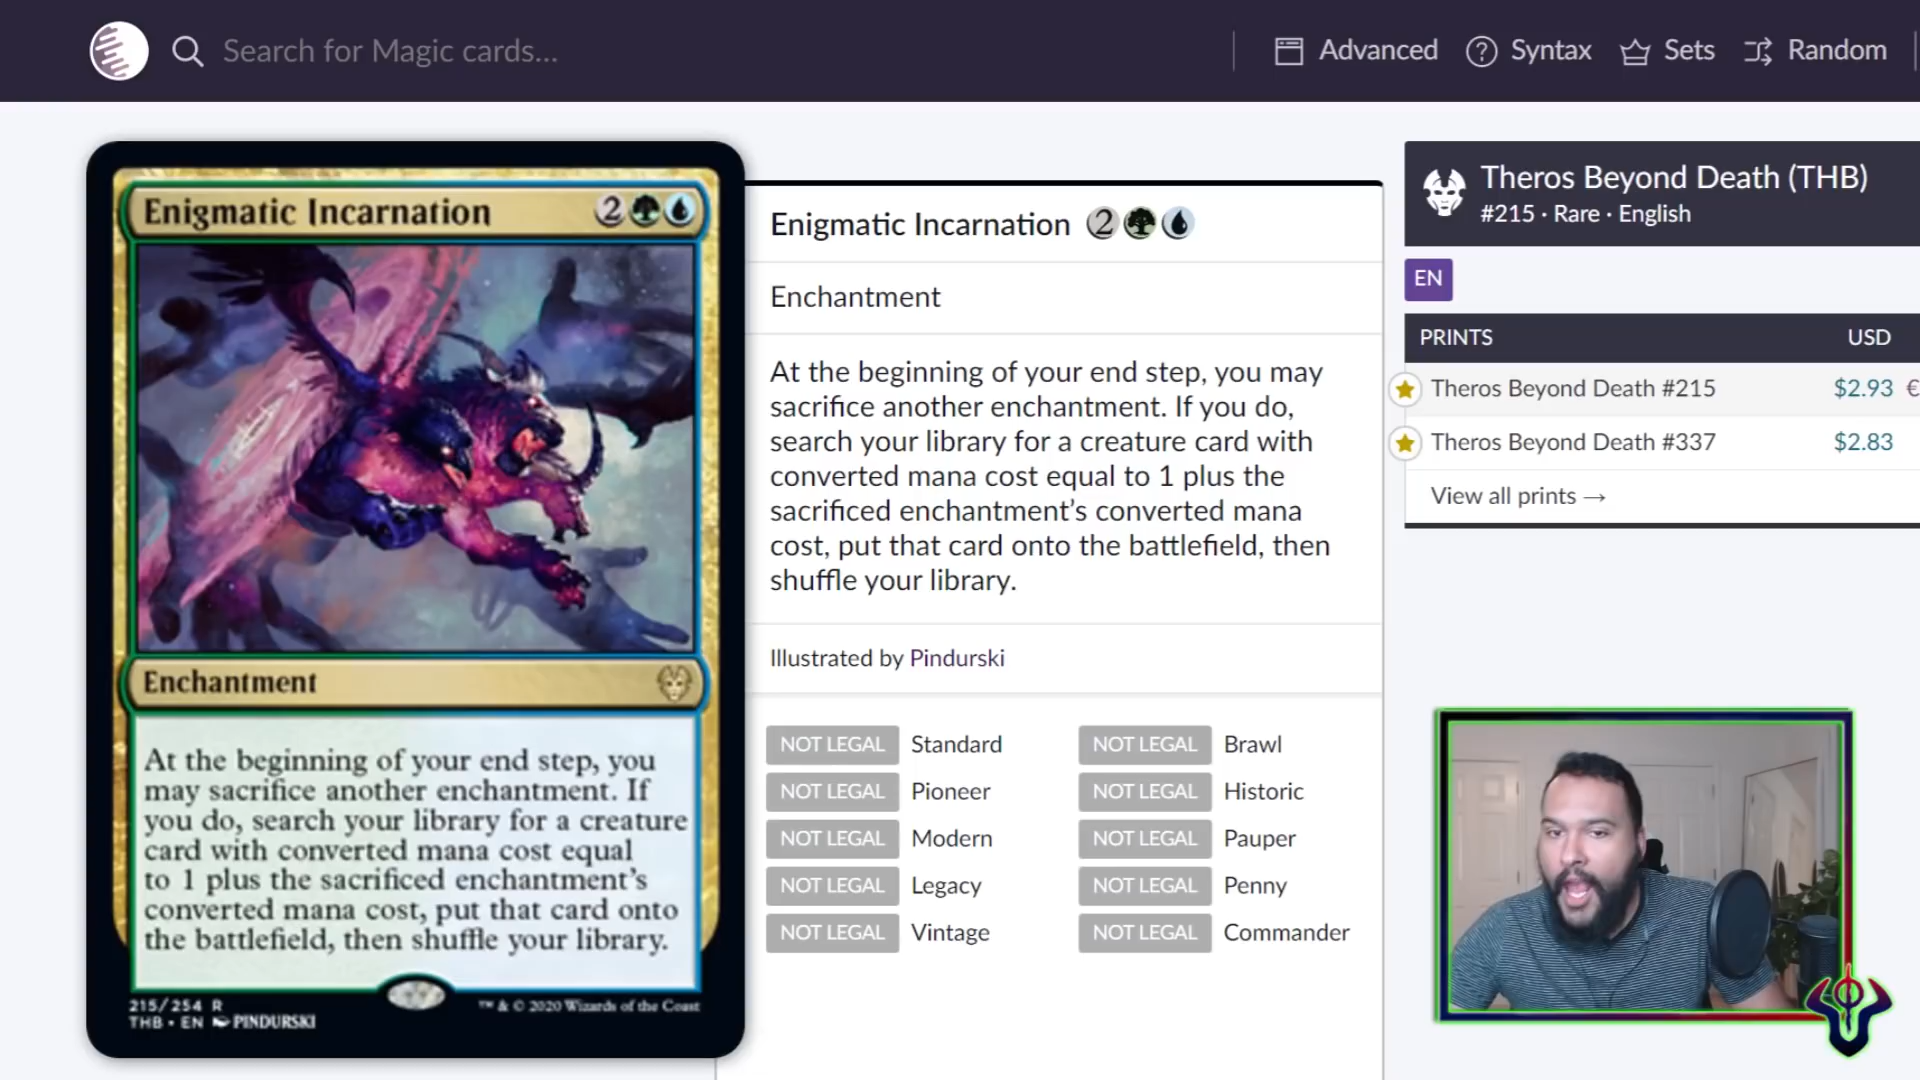 Search for Magic cards...
Advanced
Syntax
Sets
Random
Enigmatic Incarnation 2
Enchantment
At the beginning of your end step, you
may sacrifice another enchantment. If
you do, search your library for a creature
card with converted mana cost equal
to 1 plus the sacrificed enchantment's
converted mana cost, put that card onto
the battlefield, then shuffle your library.
215/254 R
THB • EN PINDURSKI
™ & © 2020 Wizards of the Coast
Enigmatic Incarnation 2
Enchantment
At the beginning of your end step, you may
sacrifice another enchantment. If you do,
search your library for a creature card with
converted mana cost equal to 1 plus the
sacrificed enchantment’s converted mana
cost, put that card onto the battlefield, then
shuffle your library.
Illustrated by Pindurski
NOT LEGAL Standard NOT LEGAL Brawl
NOT LEGAL Pioneer NOT LEGAL Historic
NOT LEGAL Modern NOT LEGAL Pauper
NOT LEGAL Legacy NOT LEGAL Penny
NOT LEGAL Vintage NOT LEGAL Commander
Theros Beyond Death (THB)
#215 · Rare · English
EN
PRINTS USD
Theros Beyond Death #215 $2.93 €
Theros Beyond Death #337 $2.83
View all prints →